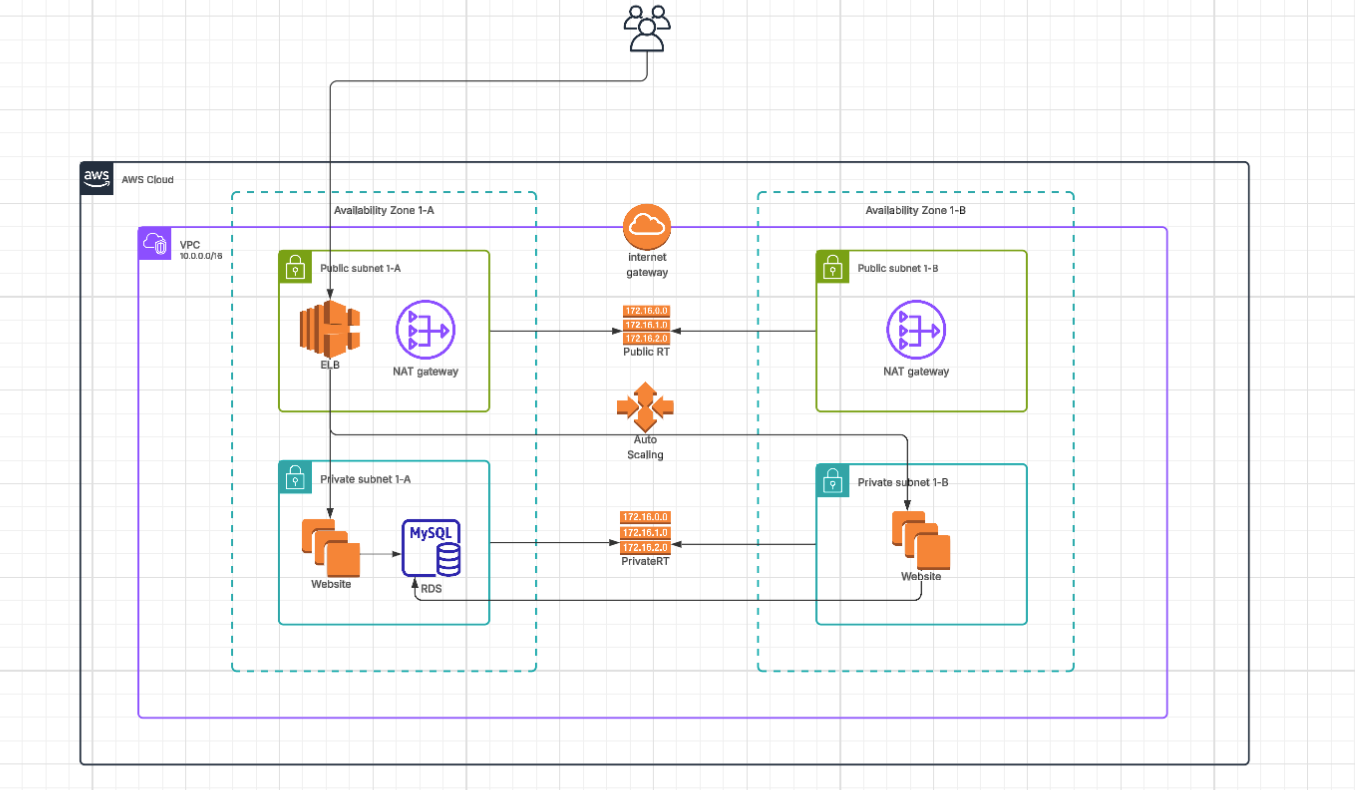 aws
AWS Cloud
Availability Zone 1-A
Availability Zone 1-B
VPC
10.0.0.0/16
internet
gateway
Public subnet 1-A
Public subnet 1-B
172.16.0.0
172.16.1.0
172.16.2.0
Public RT
ELB
NAT gateway
NAT gateway
Auto
Scaling
Private subnet 1-A
Private subnet 1-B
172.16.0.0
172.16.1.0
172.16.2.0
PrivateRT
MySQL
Website
RDS
Website